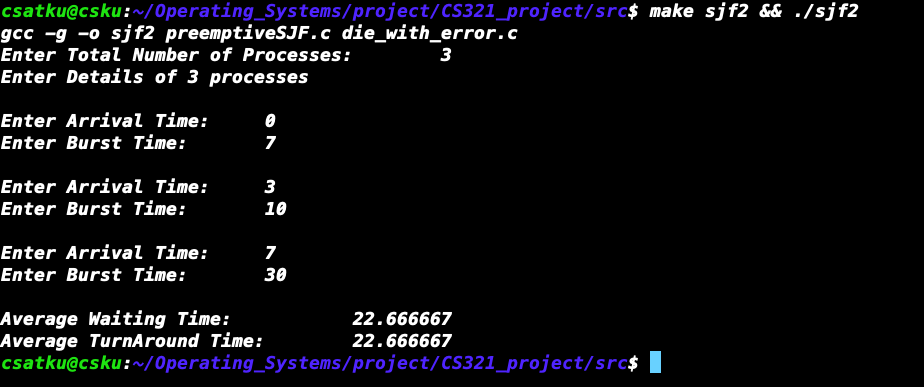 csatku@csku:~/Operating_Systems/project/CS321_project/src$ make sjf2 && ./sjf2
gcc -g -o sjf2 preemptiveSJF.c die_with_error.c
Enter Total Number of Processes:        3
Enter Details of 3 processes
Enter Arrival Time:     0
Enter Burst Time:       7
Enter Arrival Time:     3
Enter Burst Time:       10
Enter Arrival Time:     7
Enter Burst Time:       30
Average Waiting Time:           22.666667
Average TurnAround Time:        22.666667
csatku@csku:~/Operating_Systems/project/CS321_project/src$